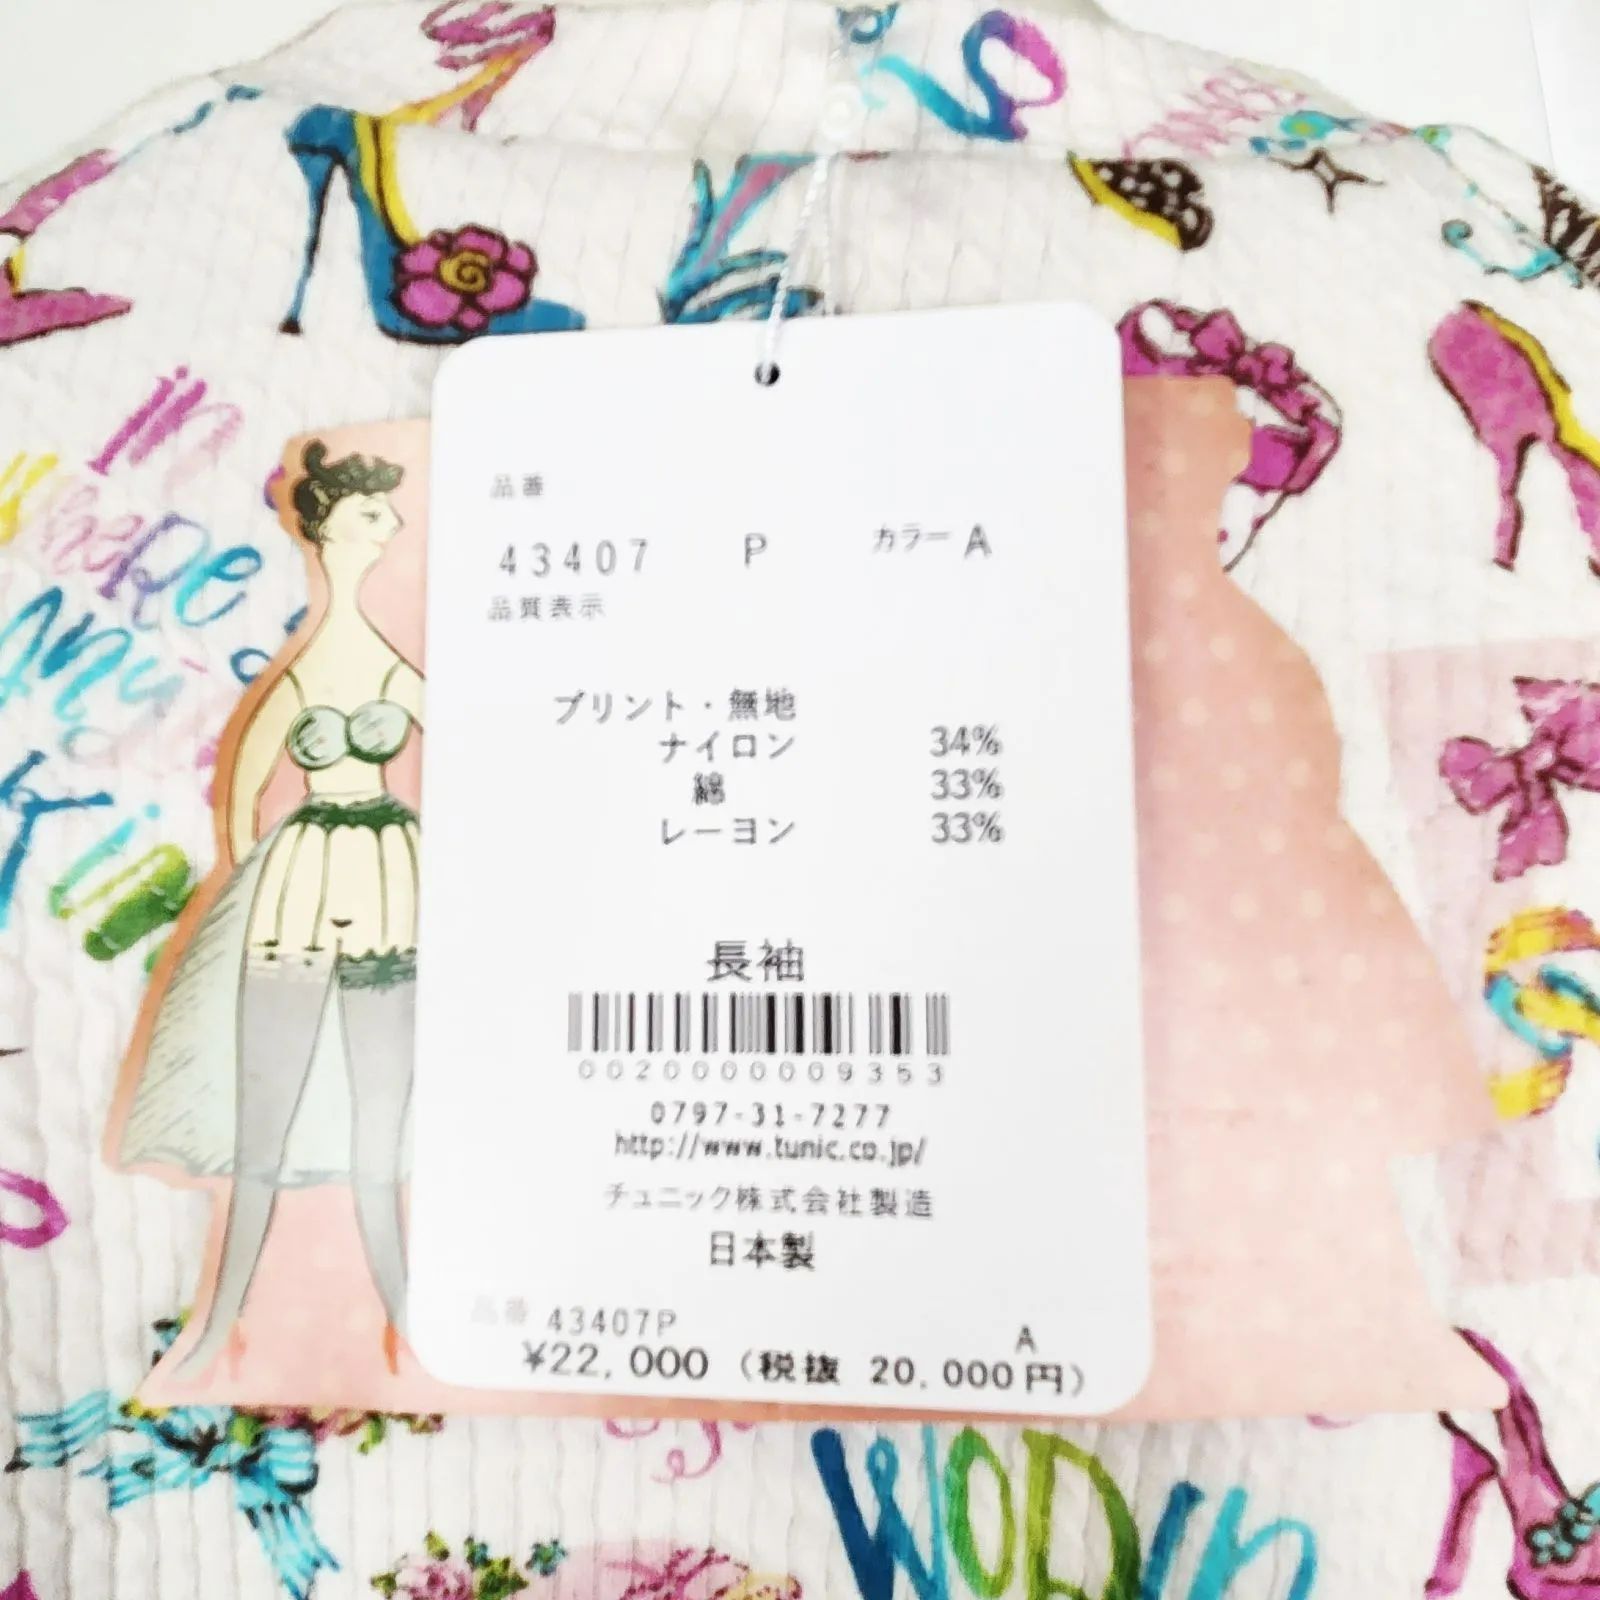 in
heRe
Any
品番
43407 P カラー A
品質表示
プリント・無地
ナイロン 34%
綿 33%
レーヨン 33%
長袖
0020000009353
0797-31-7277
http://www.tunic.co.jp/
チュニック株式会社製造
日本製
品番 43407P A
¥22,000 (税抜 20,000円)